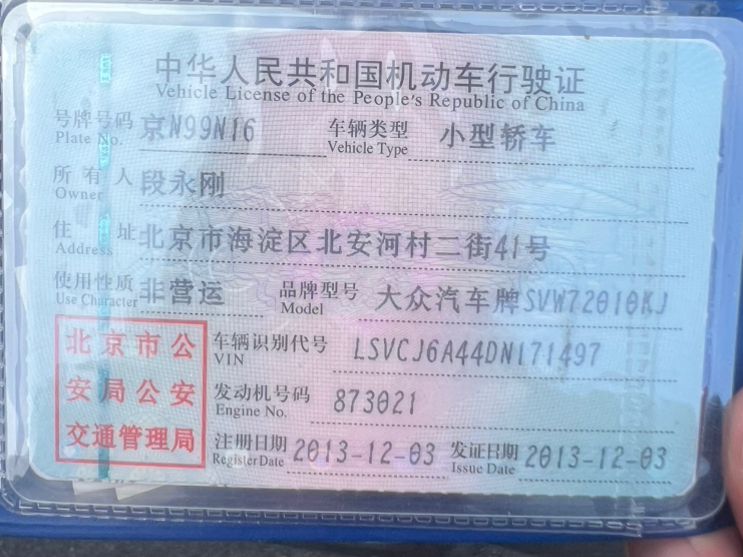 中华人民共和国机动车行驶证
Vehicle License of the People's Republic of China
号牌号码 京N99N16 车辆类型 小型轿车
Plate No. Vehicle Type
所有人 段永刚
Owner
住址 北京市海淀区北安河村二街41号
Address
使用性质 非营运 品牌型号 大众汽车牌SVW72010KJ
Use Character Model
北京市公安局公安交通管理局
车辆识别代号 LSVCJ6A44DN171497
VIN
发动机号码 873021
Engine No.
注册日期 2013-12-03 发证日期 2013-12-03
Register Date Issue Date